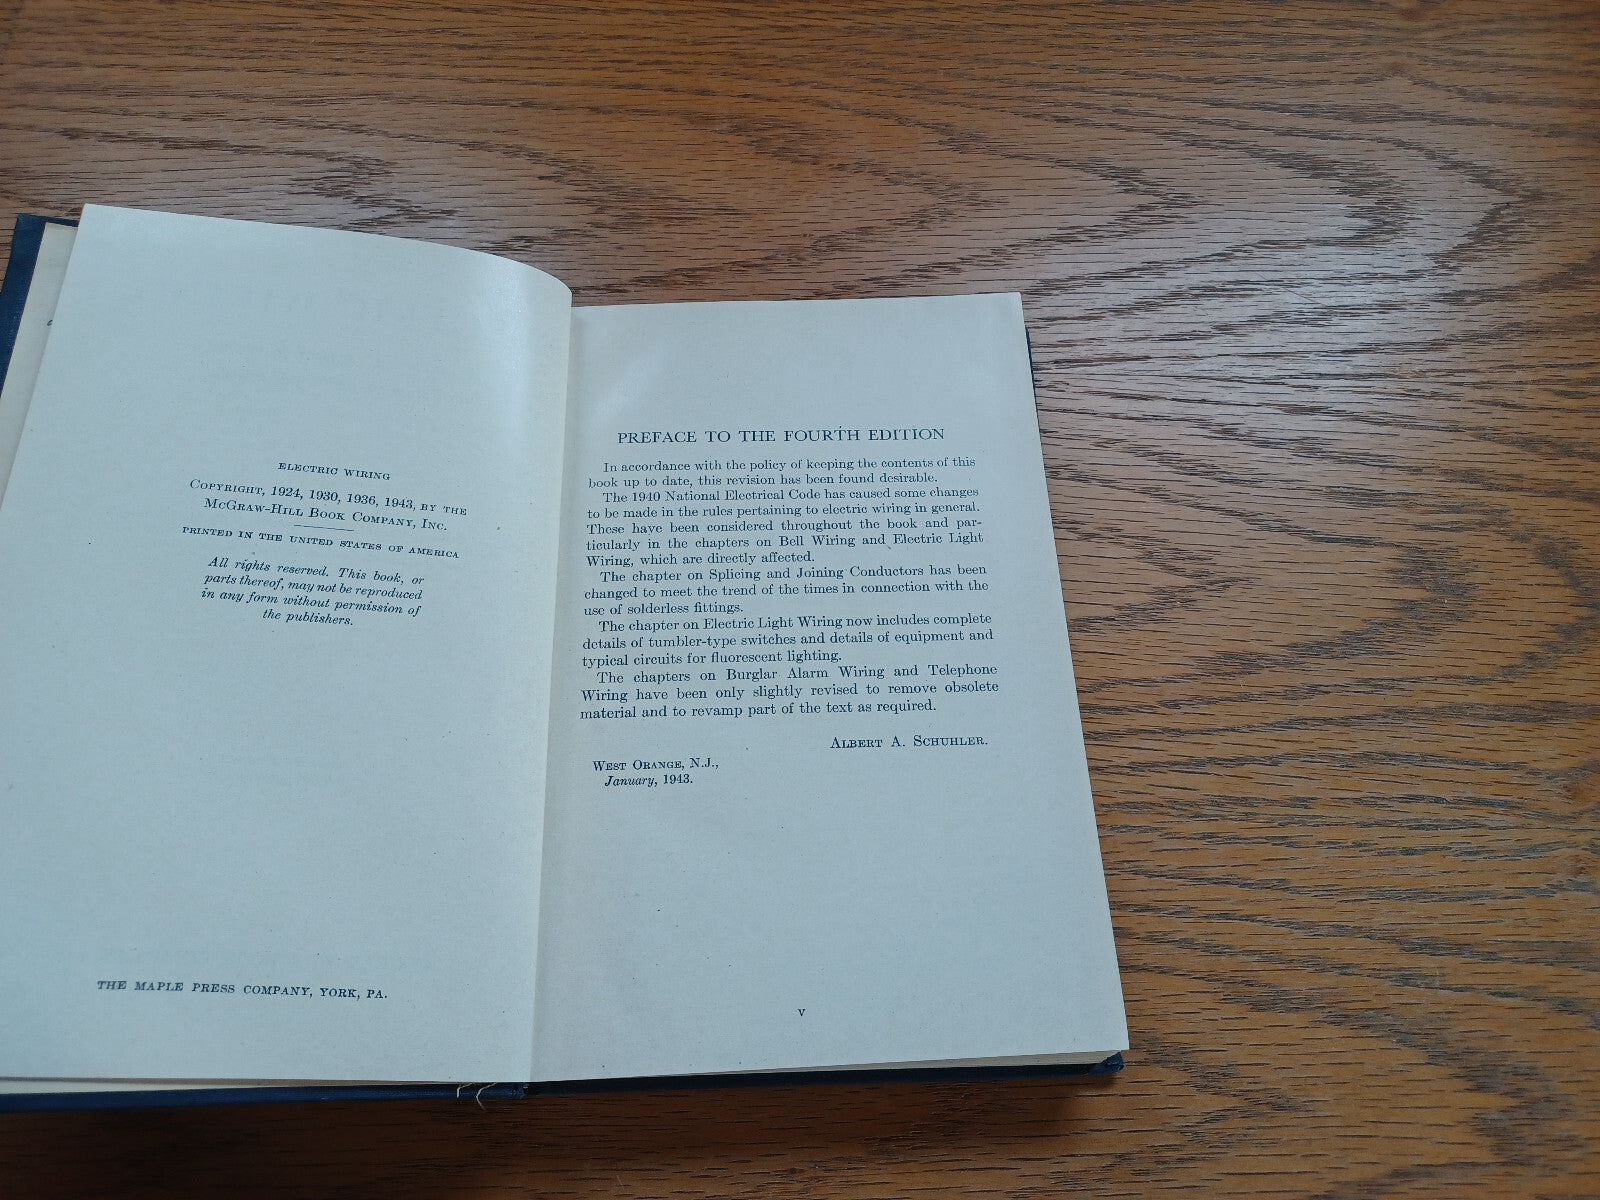 ELECTRIC WIRING
COPYRIGHT, 1924, 1930, 1936, 1943, BY THE
MCGRAW-HILL BOOK COMPANY, INC.
PRINTED IN THE UNITED STATES OF AMERICA
All rights reserved. This book, or
parts thereof, may not be reproduced
in any form without permission of
the publishers.
THE MAPLE PRESS COMPANY, YORK, PA.
PREFACE TO THE FOURTH EDITION
In accordance with the policy of keeping the contents of this
book up to date, this revision has been found desirable.
The 1940 National Electrical Code has caused some changes
to be made in the rules pertaining to electric wiring in general.
These have been considered throughout the book and par-
ticularly in the chapters on Bell Wiring and Electric Light
Wiring, which are directly affected.
The chapter on Splicing and Joining Conductors has been
changed to meet the trend of the times in connection with the
use of solderless fittings.
The chapter on Electric Light Wiring now includes complete
details of tumbler-type switches and details of equipment and
typical circuits for fluorescent lighting.
The chapters on Burglar Alarm Wiring and Telephone
Wiring have been only slightly revised to remove obsolete
material and to revamp part of the text as required.
ALBERT A. SCHUHLER.
WEST ORANGE, N.J.,
January, 1943.
v